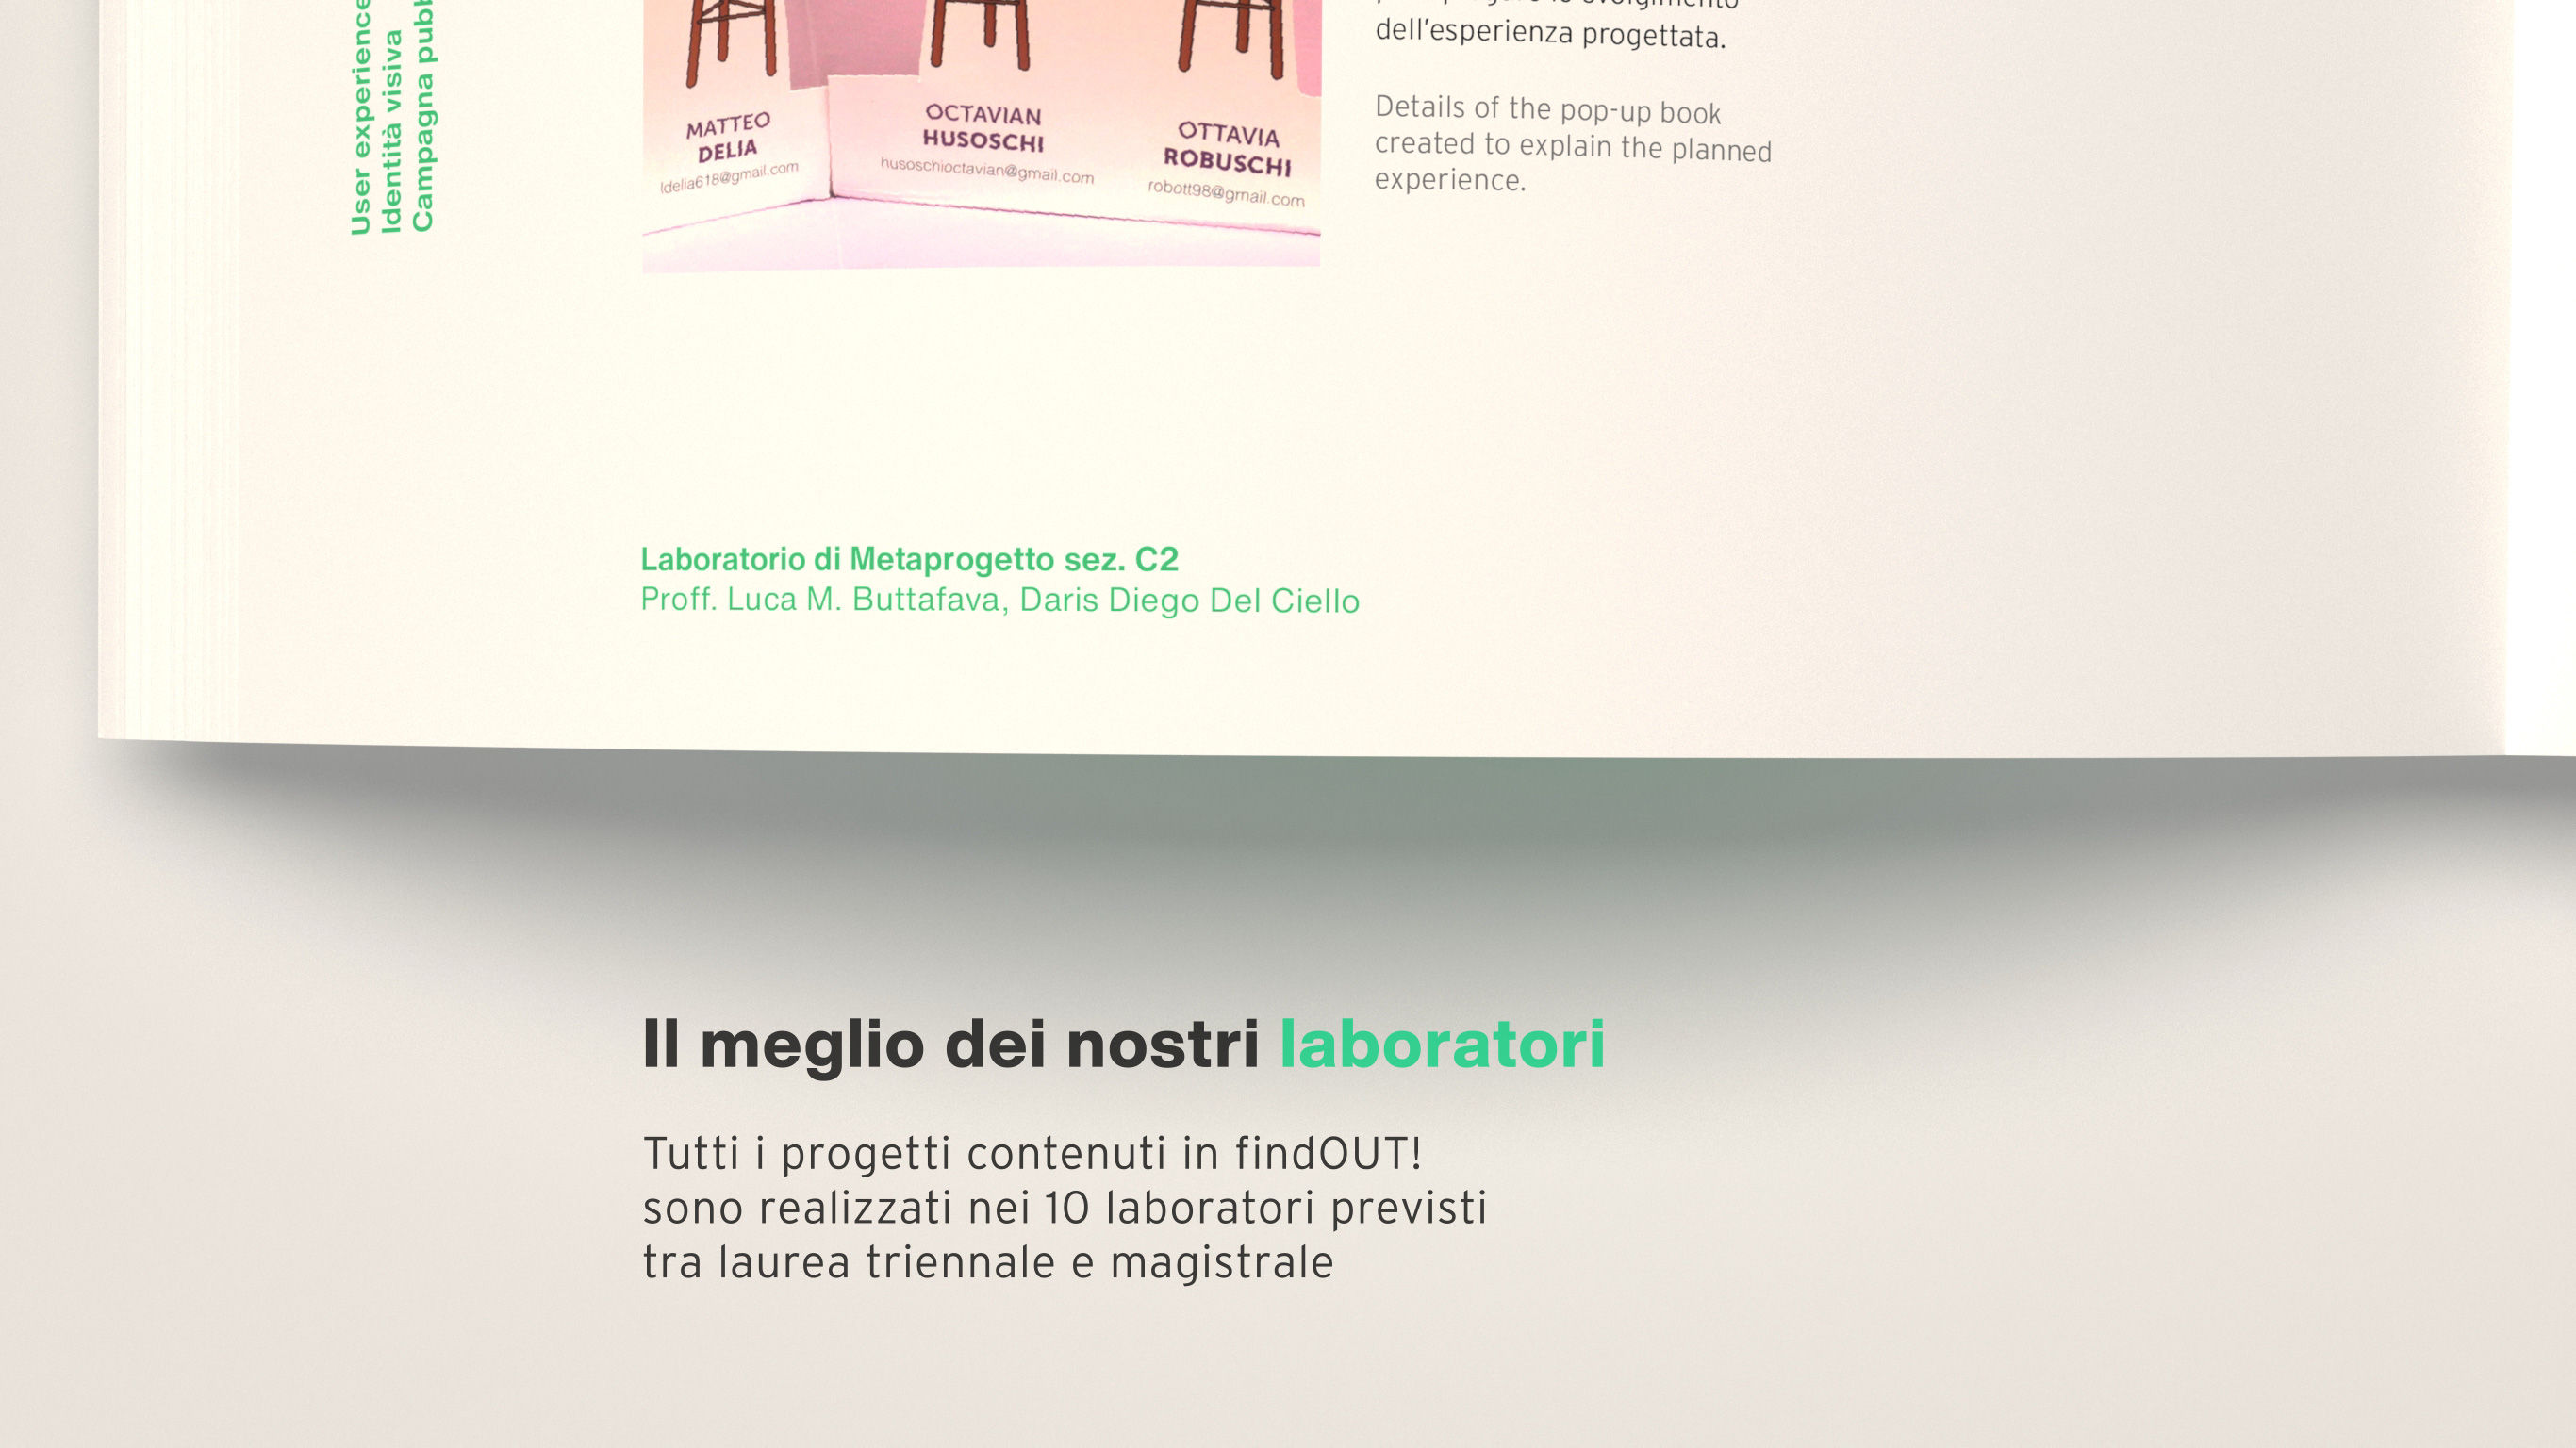 User experience
Identità visiva
Campagna
MATTEO
DELIA
ldelia618@gmail.com
OCTAVIAN
HUSOSCHI
husoschioctavian@gmail.com
OTTAVIA
ROBUSCHI
robott98@gmail.com
dell'esperienza progettata.
Details of the pop-up book
created to explain the planned
experience.
Laboratorio di Metaprogetto sez. C2
Proff. Luca M. Buttafava, Daris Diego Del Ciello
Il meglio dei nostri laboratori
Tutti i progetti contenuti in findOUT!
sono realizzati nei 10 laboratori previsti
tra laurea triennale e magistrale